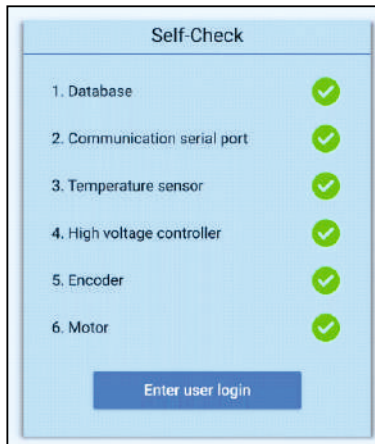 Self-Check
1. Database
2. Communication serial port
3. Temperature sensor
4. High voltage controller
5. Encoder
6. Motor
Enter user login